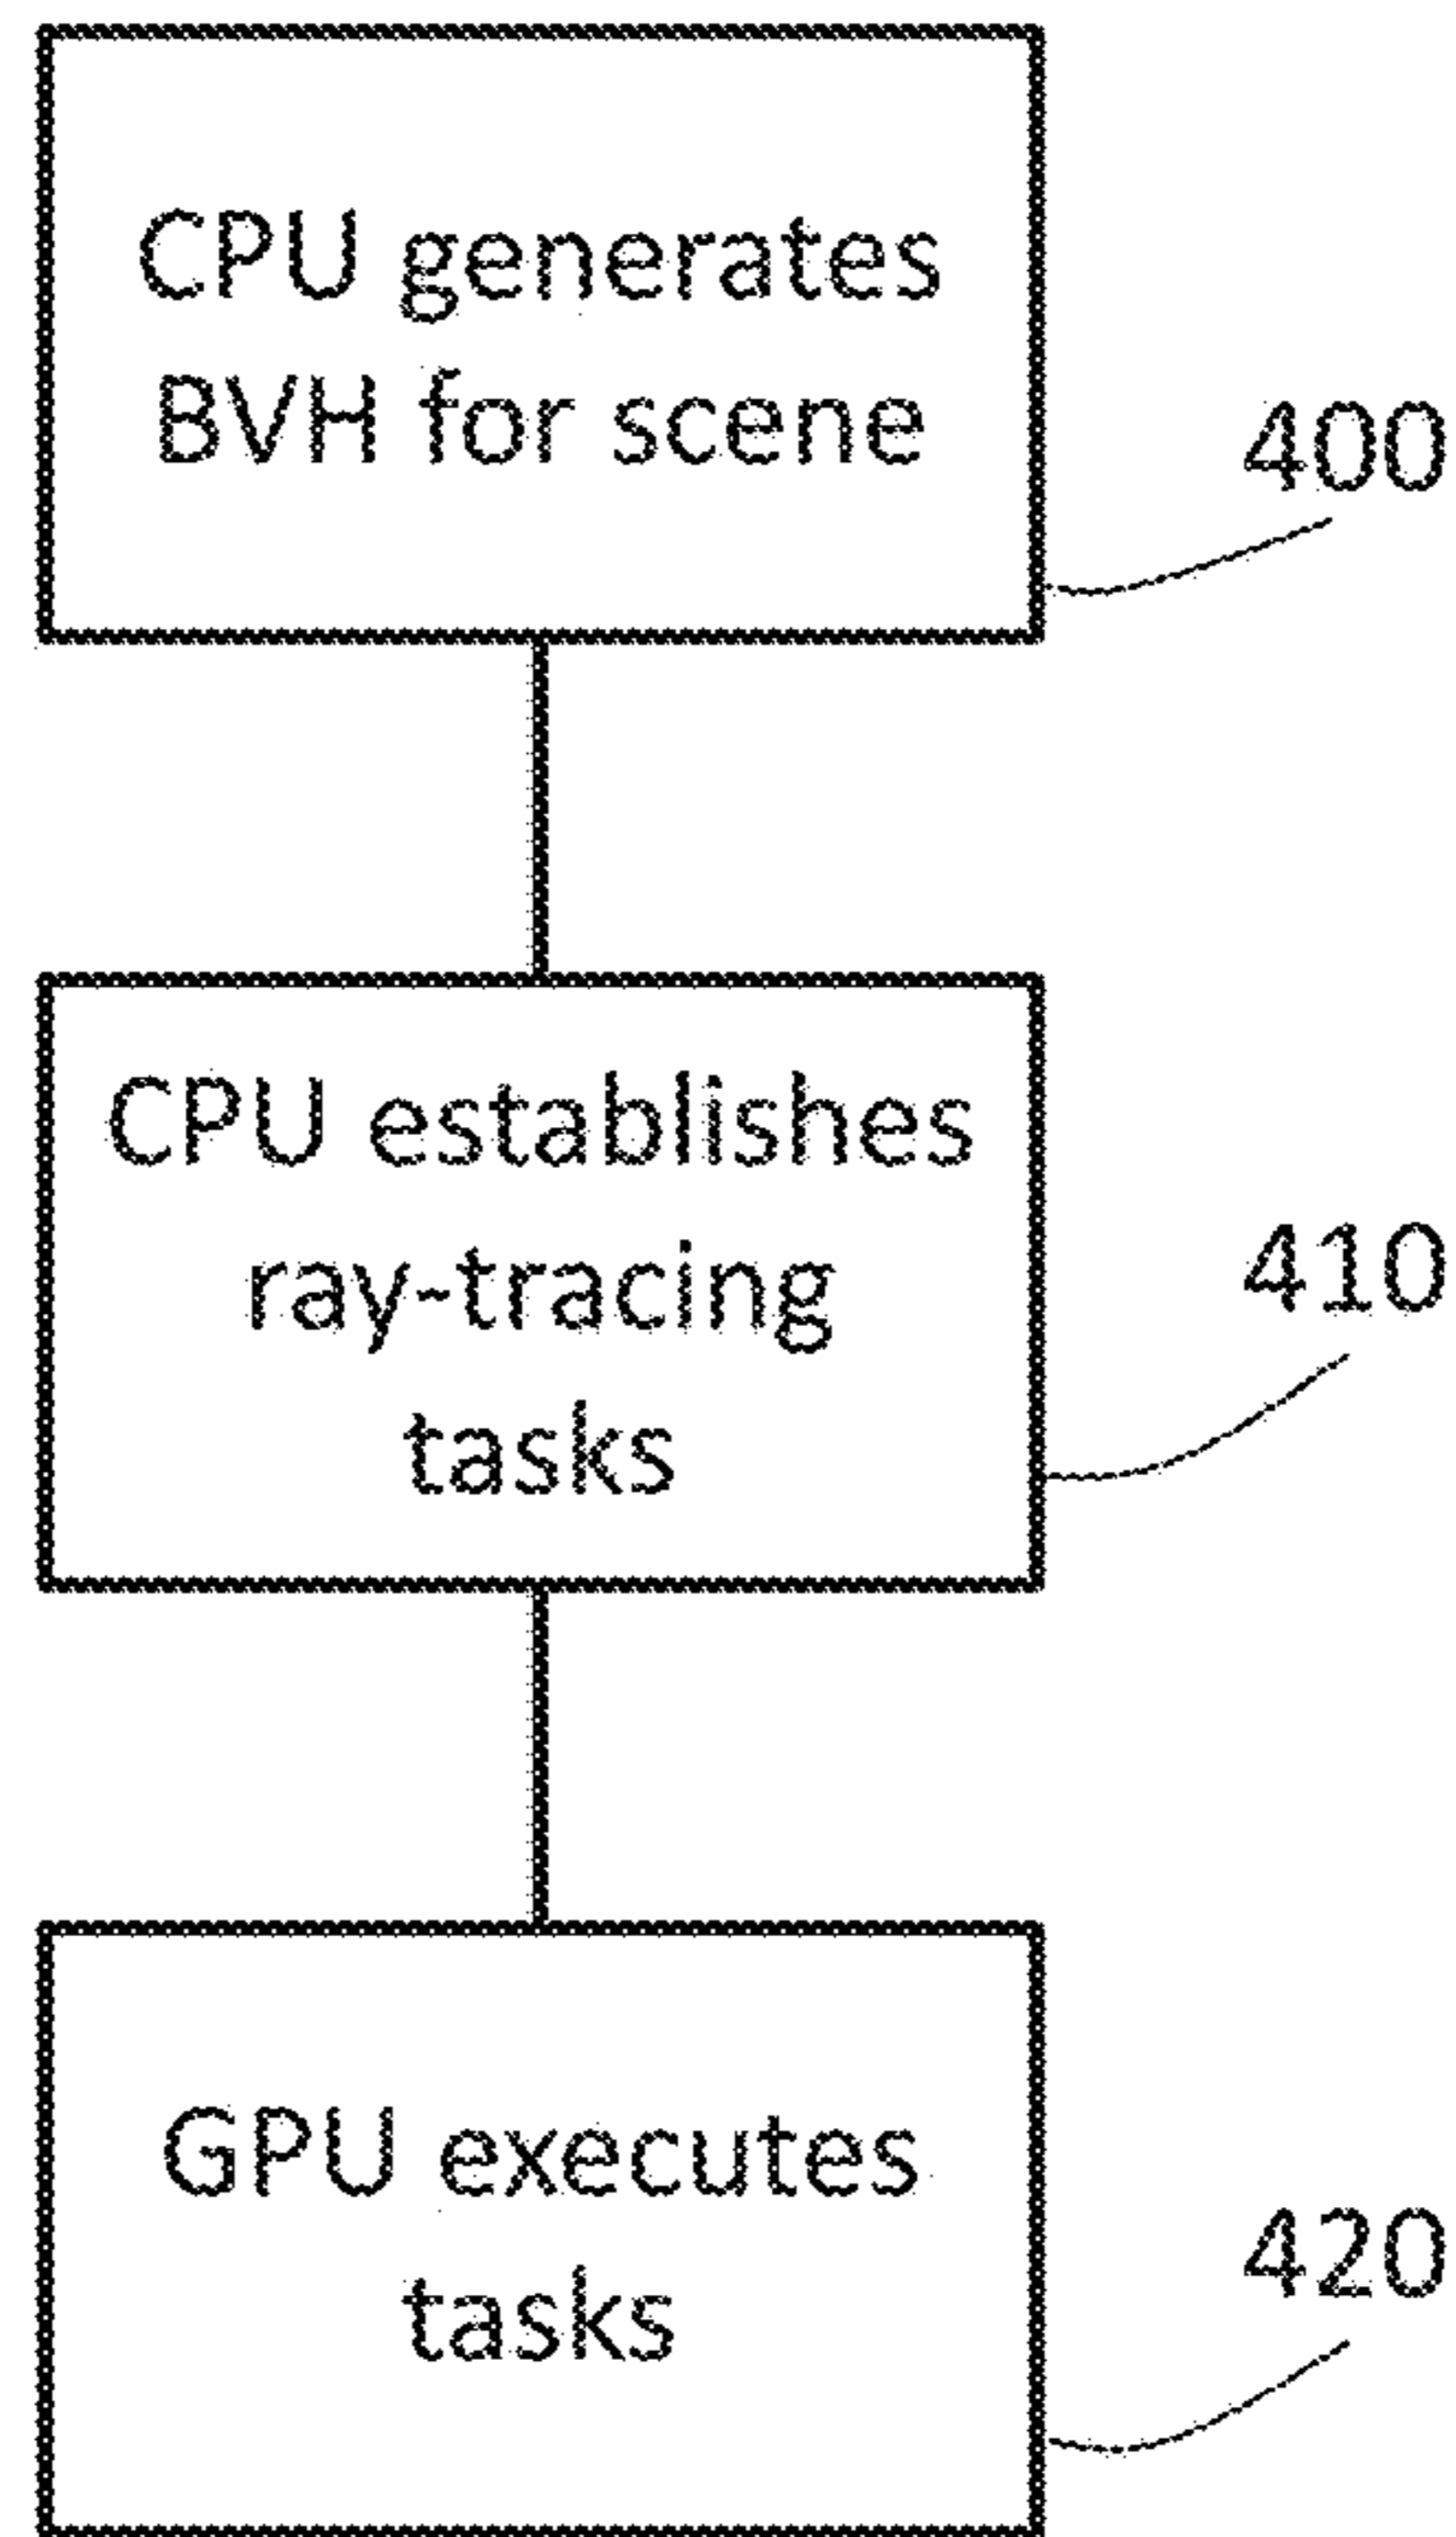 CPU generates
BVH for scene
400
CPU establishes
ray-tracing
tasks
410
GPU executes
tasks
420